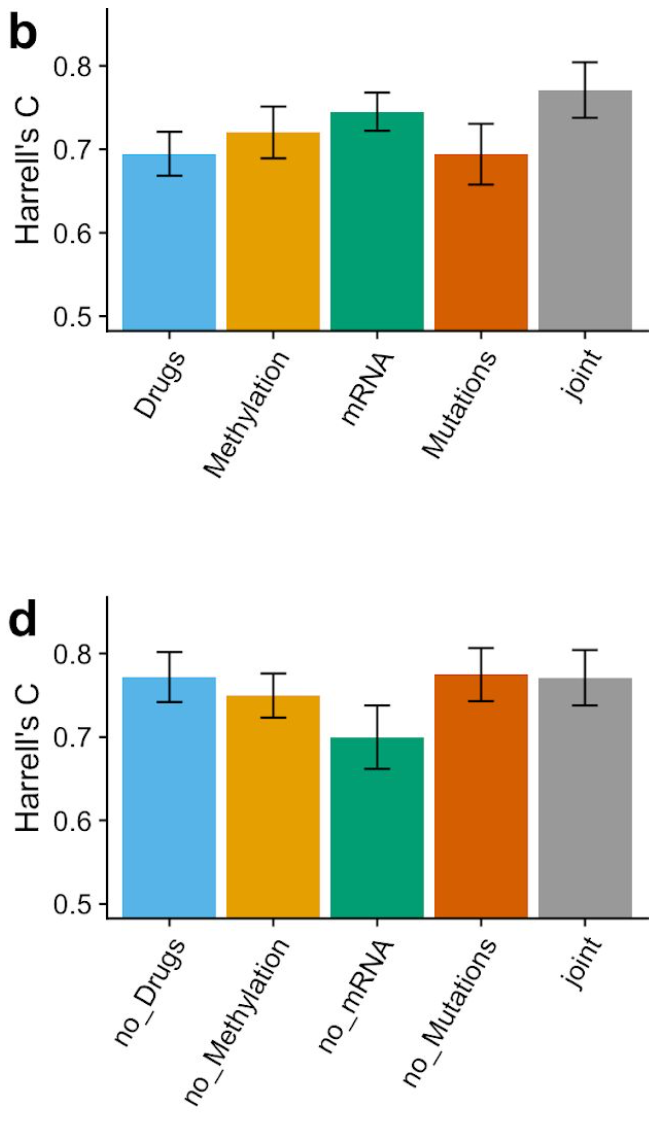 b
Harrell's C
0.8
0.7
0.6
0.5
Drugs
Methylation
mRNA
Mutations
joint
d
Harrell's C
0.8
0.7
0.6
0.5
no_Drugs
no_Methylation
no_mRNA
no_Mutations
joint